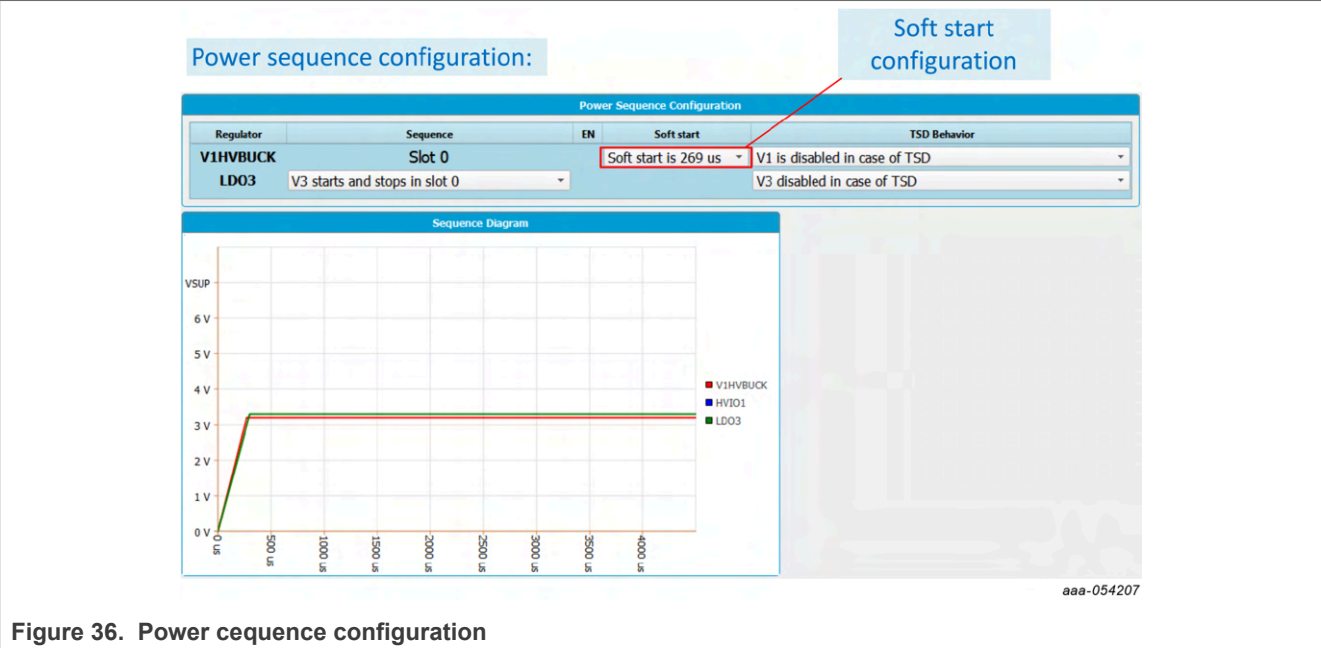 Soft start
configuration
Power sequence configuration:
Power Sequence Configuration
Regulator Sequence EN Soft start TSD Behavior
V1HVBUCK Slot 0 Soft start is 269 us V1 is disabled in case of TSD
LDO3 V3 starts and stops in slot 0 V3 disabled in case of TSD
Sequence Diagram
VSUP
6 V
5 V
4 V
3 V
2 V
1 V
0 V
V1HVBUCK
HVIO1
LDO3
0 us 500 us 1000 us 1500 us 2000 us 2500 us 3000 us 3500 us 4000 us
aaa-054207
Figure 36. Power cequence configuration